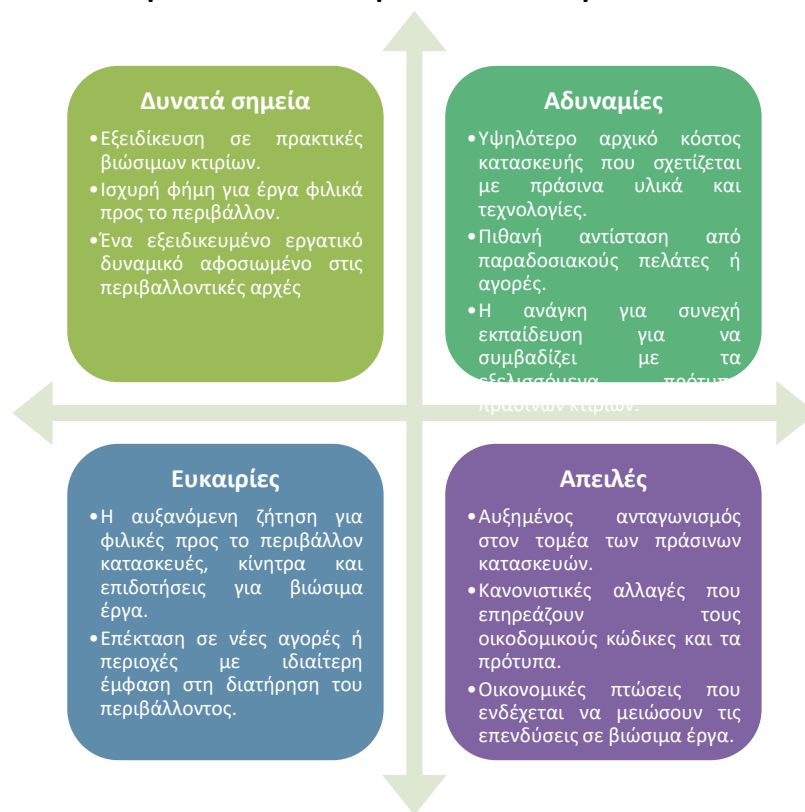 Δυνατά σημεία
•Εξειδίκευση σε πρακτικές
βιώσιμων κτιρίων.
•Ισχυρή φήμη για έργα φιλικά
προς το περιβάλλον.
•Ένα εξειδικευμένο εργατικό
δυναμικό αφοσιωμένο στις
περιβαλλοντικές αρχές
Αδυναμίες
•Υψηλότερο αρχικό κόστος
κατασκευής που σχετίζεται
με πράσινα υλικά και
τεχνολογίες.
•Πιθανή αντίσταση από
παραδοσιακούς πελάτες ή
αγορές.
•Η ανάγκη για συνεχή
εκπαίδευση για να
συμβαδίζει με τα
εξελισσόμενα πρότυπα
πράσινων κτιρίων.
Ευκαιρίες
•Η αυξανόμενη ζήτηση για
φιλικές προς το περιβάλλον
κατασκευές, κίνητρα και
επιδοτήσεις για βιώσιμα
έργα.
•Επέκταση σε νέες αγορές ή
περιοχές με ιδιαίτερη
έμφαση στη διατήρηση του
περιβάλλοντος.
Απειλές
•Αυξημένος ανταγωνισμός
στον τομέα των πράσινων
κατασκευών.
•Κανονιστικές αλλαγές που
επηρεάζουν τους
οικοδομικούς κώδικες και τα
πρότυπα.
•Οικονομικές πτώσεις που
ενδέχεται να μειώσουν τις
επενδύσεις σε βιώσιμα έργα.